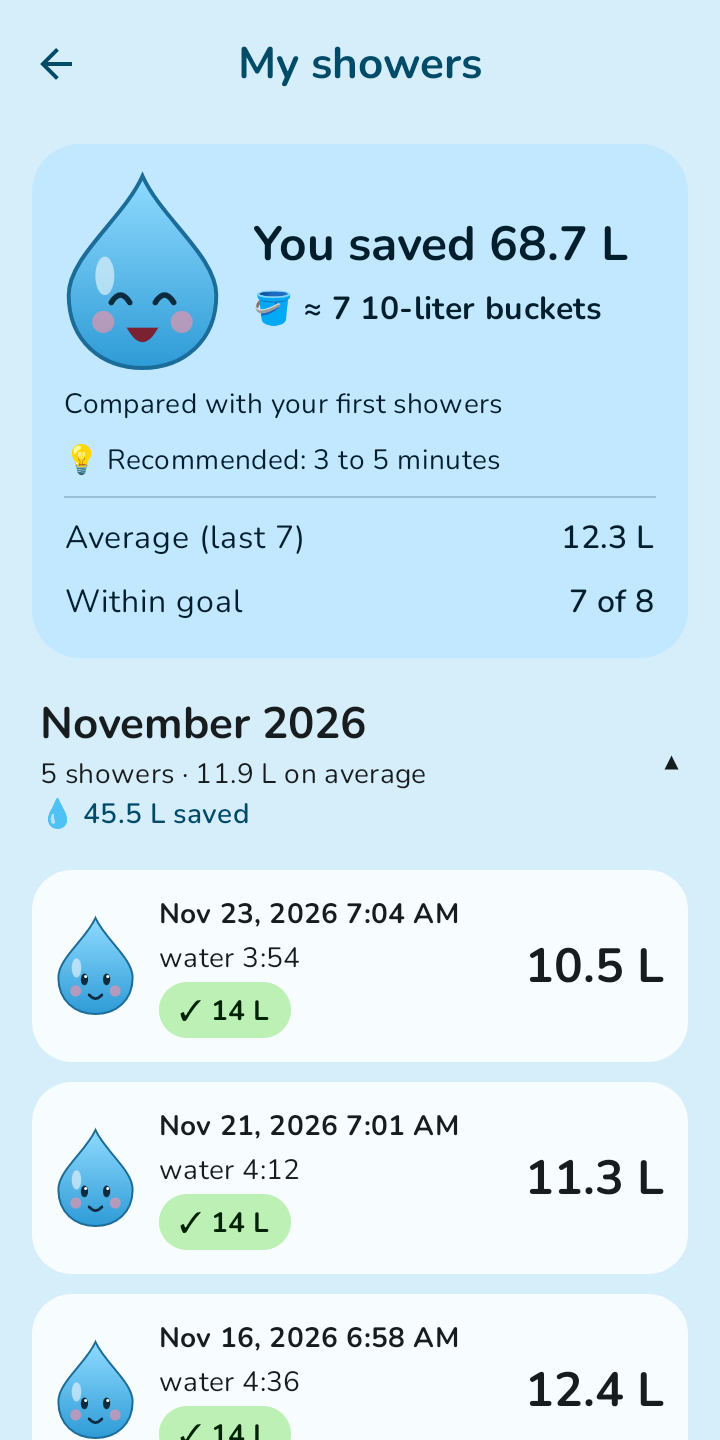 My showers
You saved 68.7 L
🪣 ≈ 7 10-liter buckets
Compared with your first showers
💡 Recommended: 3 to 5 minutes
Average (last 7) 12.3 L
Within goal 7 of 8
November 2026
5 showers · 11.9 L on average
▲
💧 45.5 L saved
Nov 23, 2026 7:04 AM
water 3:54
10.5 L
✓ 14 L
Nov 21, 2026 7:01 AM
water 4:12
11.3 L
✓ 14 L
Nov 16, 2026 6:58 AM
water 4:36
12.4 L
✓ 14 L